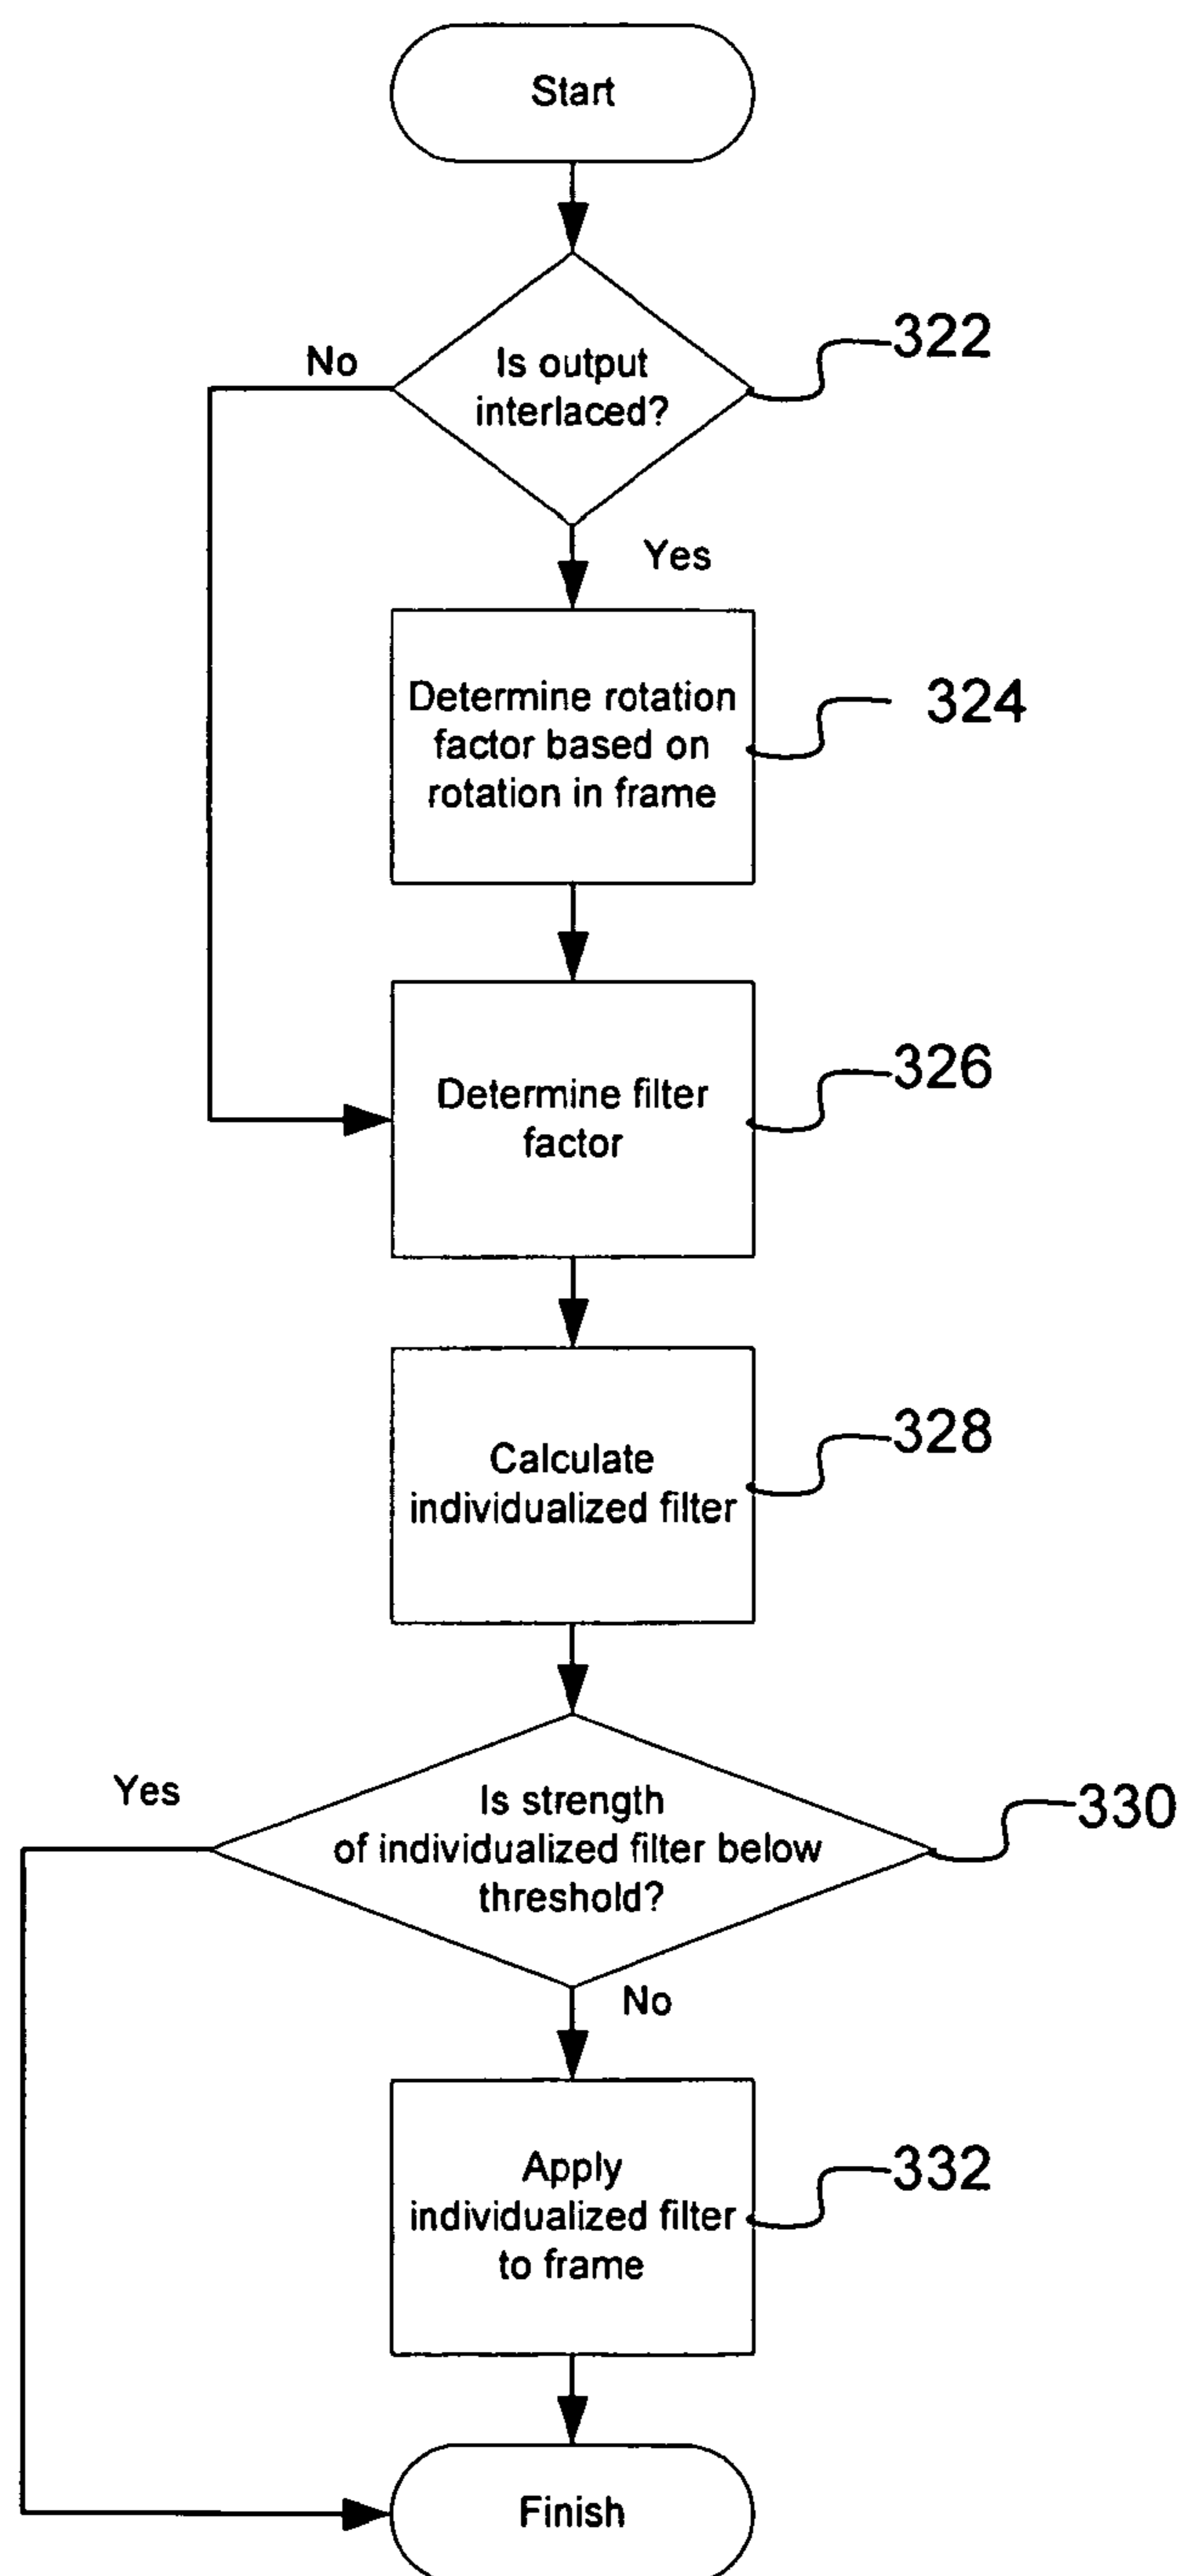 Start
Is output
interlaced?
322
No
Yes
Determine rotation
factor based on
rotation in frame
324
Determine filter
factor
326
Calculate
individualized filter
328
Is strength
of individualized filter below
threshold?
330
Yes
No
Apply
individualized filter
to frame
332
Finish